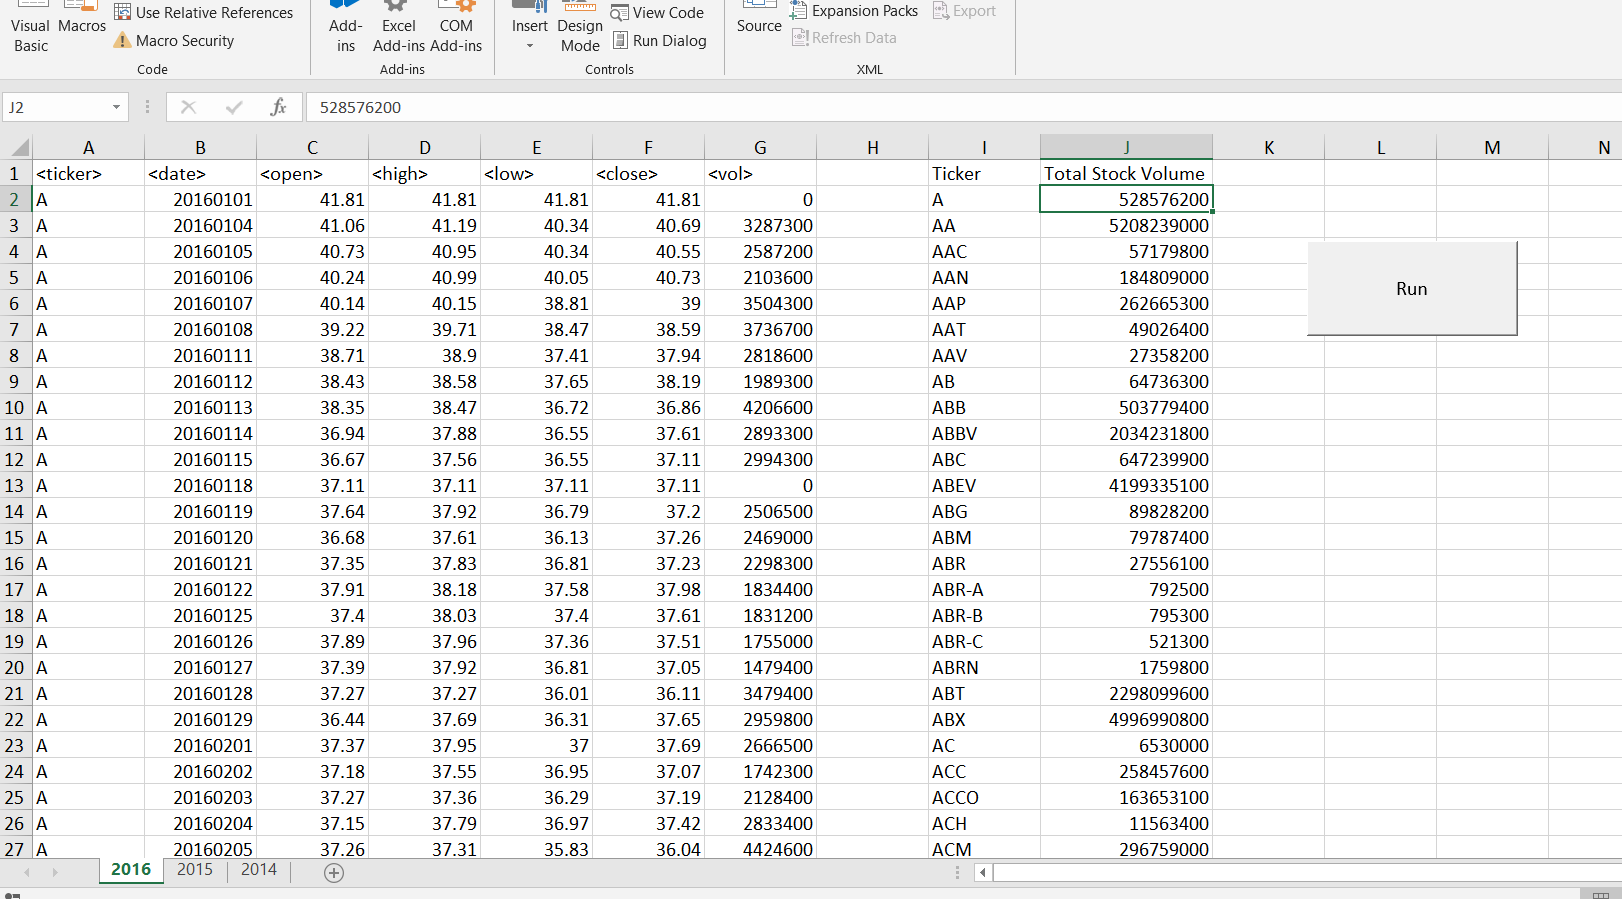 Visual Basic
Macros
Use Relative References
Macro Security
Code
Add-ins
Excel Add-ins
COM Add-ins
Add-ins
Insert
Design Mode
View Code
Run Dialog
Controls
Source
Expansion Packs
Export
Refresh Data
XML
J2 fx 528576200
A B C D E F G H I J K L M N
1 <ticker> <date> <open> <high> <low> <close> <vol> Ticker Total Stock Volume
2 A 20160101 41.81 41.81 41.81 41.81 0 A 528576200
3 A 20160104 41.06 41.19 40.34 40.69 3287300 AA 5208239000
4 A 20160105 40.73 40.95 40.34 40.55 2587200 AAC 57179800
5 A 20160106 40.24 40.99 40.05 40.73 2103600 AAN 184809000
6 A 20160107 40.14 40.15 38.81 39 3504300 AAP 262665300
Run
7 A 20160108 39.22 39.71 38.47 38.59 3736700 AAT 49026400
8 A 20160111 38.71 38.9 37.41 37.94 2818600 AAV 27358200
9 A 20160112 38.43 38.58 37.65 38.19 1989300 AB 64736300
10 A 20160113 38.35 38.47 36.72 36.86 4206600 ABB 503779400
11 A 20160114 36.94 37.88 36.55 37.61 2893300 ABBV 2034231800
12 A 20160115 36.67 37.56 36.55 37.11 2994300 ABC 647239900
13 A 20160118 37.11 37.11 37.11 37.11 0 ABEV 4199335100
14 A 20160119 37.64 37.92 36.79 37.2 2506500 ABG 89828200
15 A 20160120 36.68 37.61 36.13 37.26 2469000 ABM 79787400
16 A 20160121 37.35 37.83 36.81 37.23 2298300 ABR 27556100
17 A 20160122 37.91 38.18 37.58 37.98 1834400 ABR-A 792500
18 A 20160125 37.4 38.03 37.4 37.61 1831200 ABR-B 795300
19 A 20160126 37.89 37.96 37.36 37.51 1755000 ABR-C 521300
20 A 20160127 37.39 37.92 36.81 37.05 1479400 ABRN 1759800
21 A 20160128 37.27 37.27 36.01 36.11 3479400 ABT 2298099600
22 A 20160129 36.44 37.69 36.31 37.65 2959800 ABX 4996990800
23 A 20160201 37.37 37.95 37 37.69 2666500 AC 6530000
24 A 20160202 37.18 37.55 36.95 37.07 1742300 ACC 258457600
25 A 20160203 37.27 37.36 36.29 37.19 2128400 ACCO 163653100
26 A 20160204 37.15 37.79 36.97 37.42 2833400 ACH 11563400
27 A 20160205 37.26 37.31 35.83 36.04 4424600 ACM 296759000
2016 2015 2014